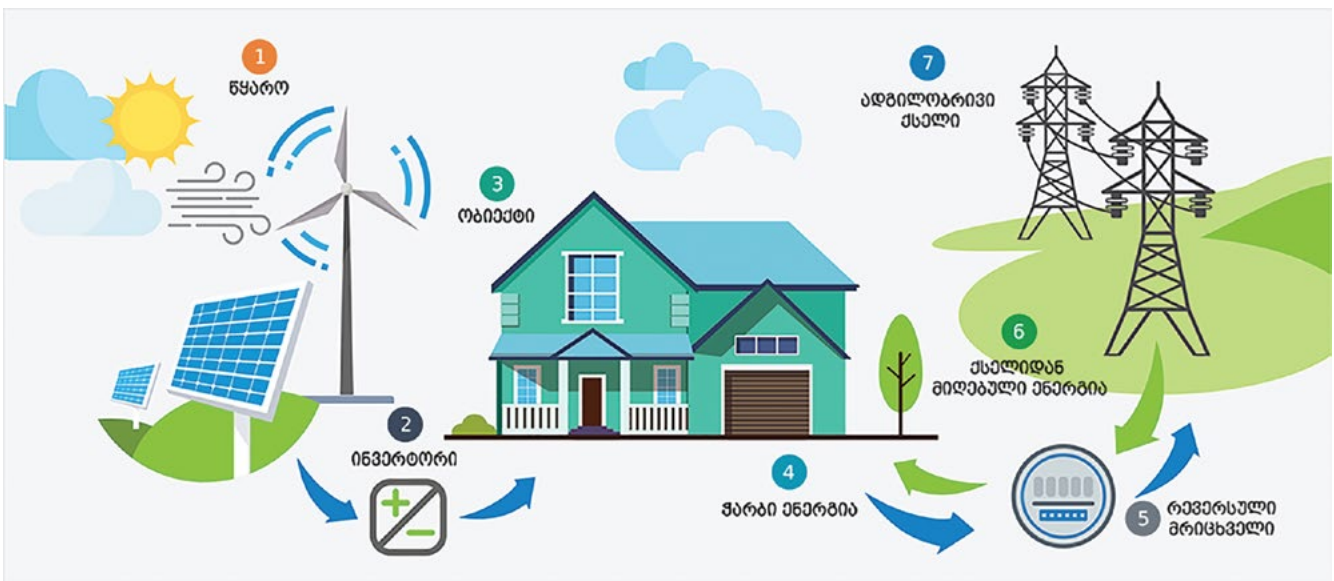 1
წყარო
2
ინვერტორი
3
ობიექტი
4
ჭარბი ენერგია
5
რევერსული
მრიცხველი
6
ქსელიდან
მიღებული ენერგია
7
ადგილობრივი
ქსელი